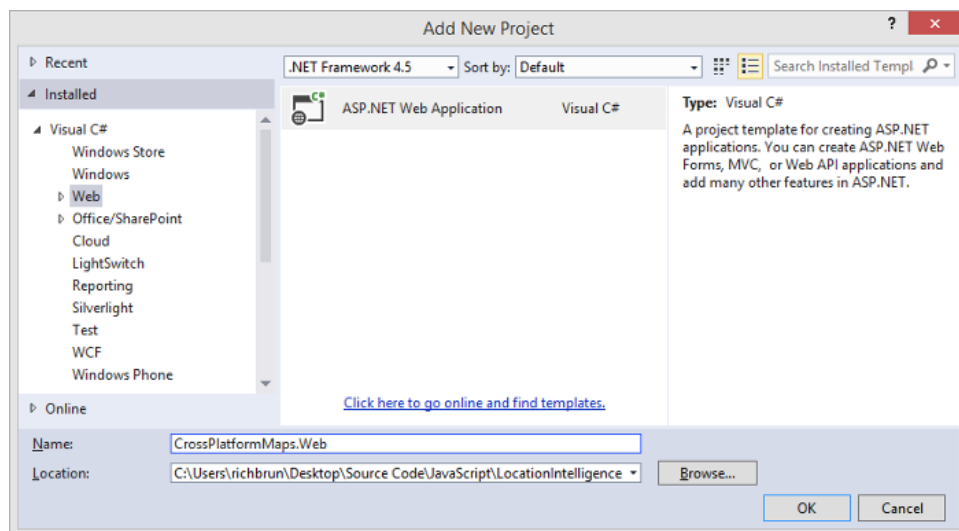 Add New Project
?
Recent
.NET Framework 4.5 Sort by: Default Search Installed Templ
Installed
ASP.NET Web Application Visual C#
Type: Visual C#
A project template for creating ASP.NET
applications. You can create ASP.NET Web
Forms, MVC, or Web API applications and
add many other features in ASP.NET.
Visual C#
Windows Store
Windows
Web
Office/SharePoint
Cloud
LightSwitch
Reporting
Silverlight
Test
WCF
Windows Phone
Click here to go online and find templates.
Online
Name: CrossPlatformMaps.Web
Location: C:\Users\richbrun\Desktop\Source Code\JavaScript\LocationIntelligence Browse...
OK Cancel